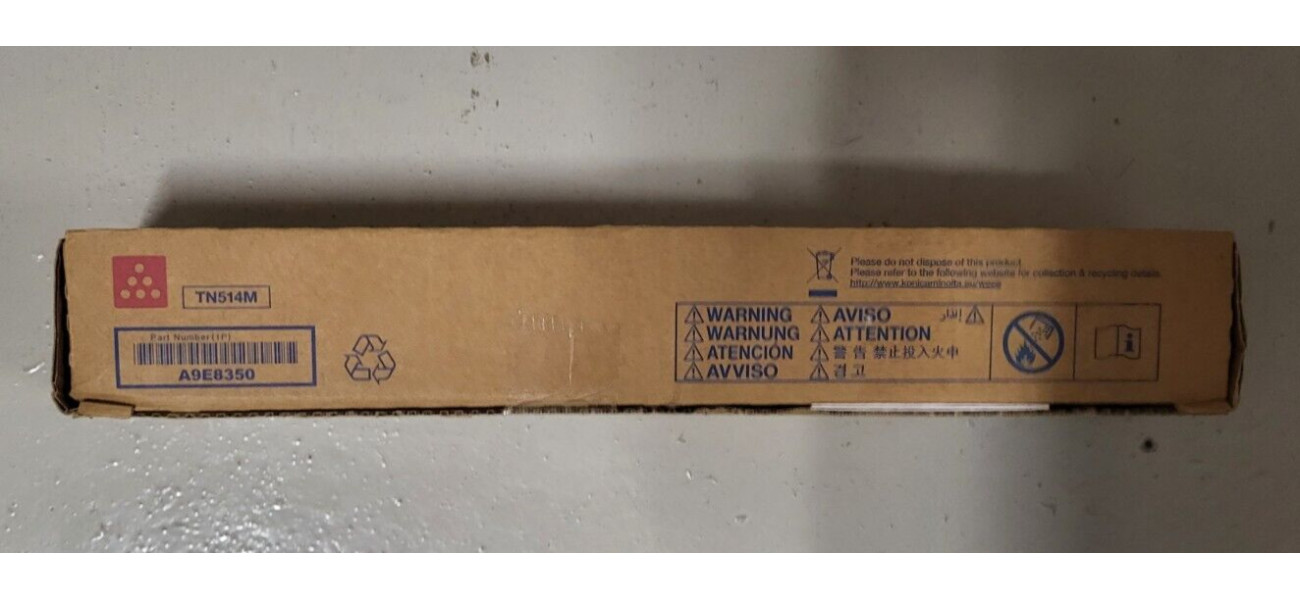 TN514M
Part Number(1P)
A9E8350
Please do not dispose of this product.
Please refer to the following website for collection & recycling details.
http://www.konicaminolta.eu/weee
WARNING
WARNUNG
ATENCIÓN
AVVISO
AVISO
ATTENTION
警告 禁止投入火中
경고
إنذار